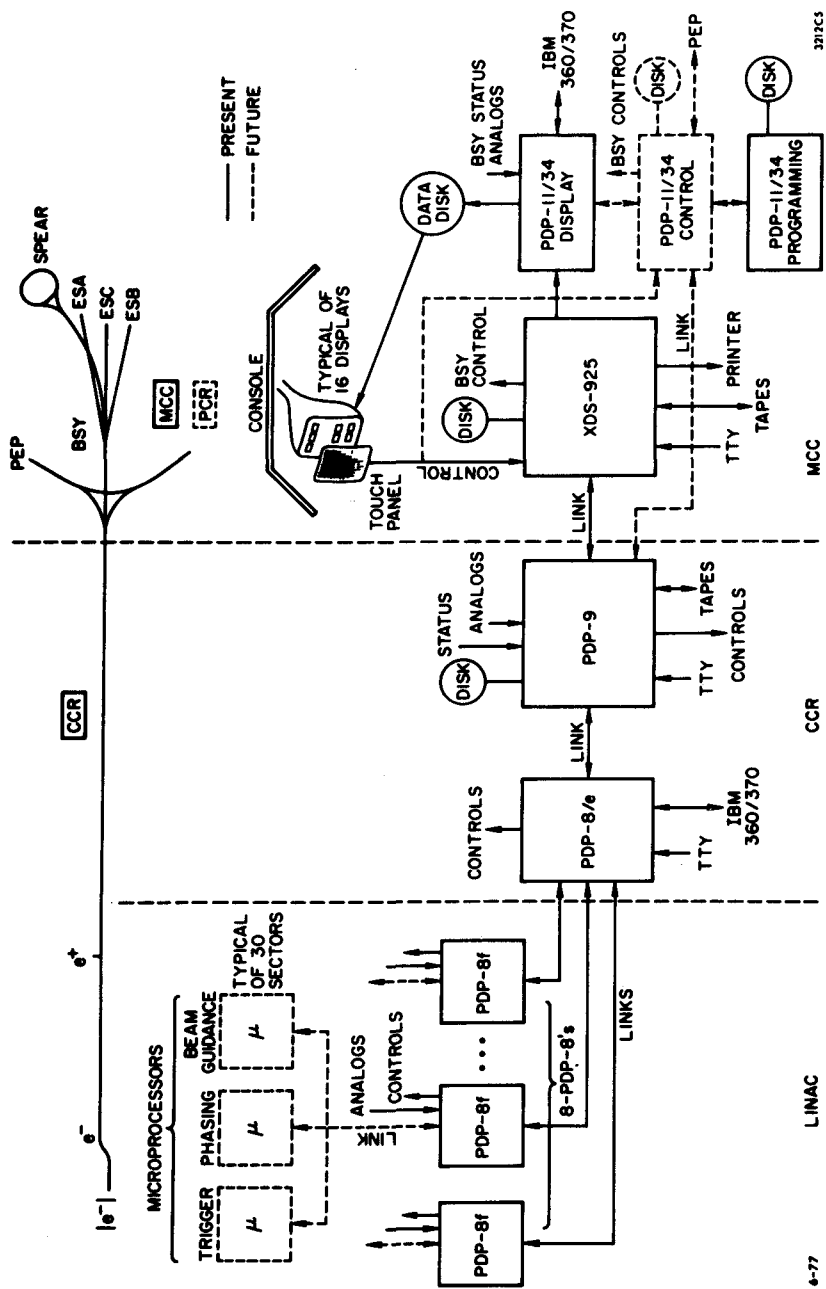 |e⁻|
e⁻
e⁺
CCR
PEP
BSY
SPEAR
ESA
ESC
ESB
MCC
PCR
PRESENT
FUTURE
MICROPROCESSORS
TRIGGER
PHASING
BEAM
GUIDANCE
μ
μ
μ
TYPICAL
OF 30
SECTORS
LINK
ANALOGS
CONTROLS
PDP-8f
PDP-8f
•••
PDP-8f
8-PDP-8's
LINKS
LINAC
CONTROLS
PDP-8/e
TTY
IBM
360/370
LINK
DISK
STATUS
ANALOGS
PDP-9
TTY
CONTROLS
TAPES
CCR
LINK
CONSOLE
TYPICAL OF
16 DISPLAYS
TOUCH
PANEL
CONTROL
DISK
BSY
CONTROL
XDS-925
TTY
TAPES
PRINTER
LINK
DATA
DISK
BSY STATUS
ANALOGS
PDP-11/34
DISPLAY
IBM
360/370
BSY CONTROLS
DISK
PDP-11/34
CONTROL
PEP
PDP-11/34
PROGRAMMING
DISK
MCC
6-77
3212C5